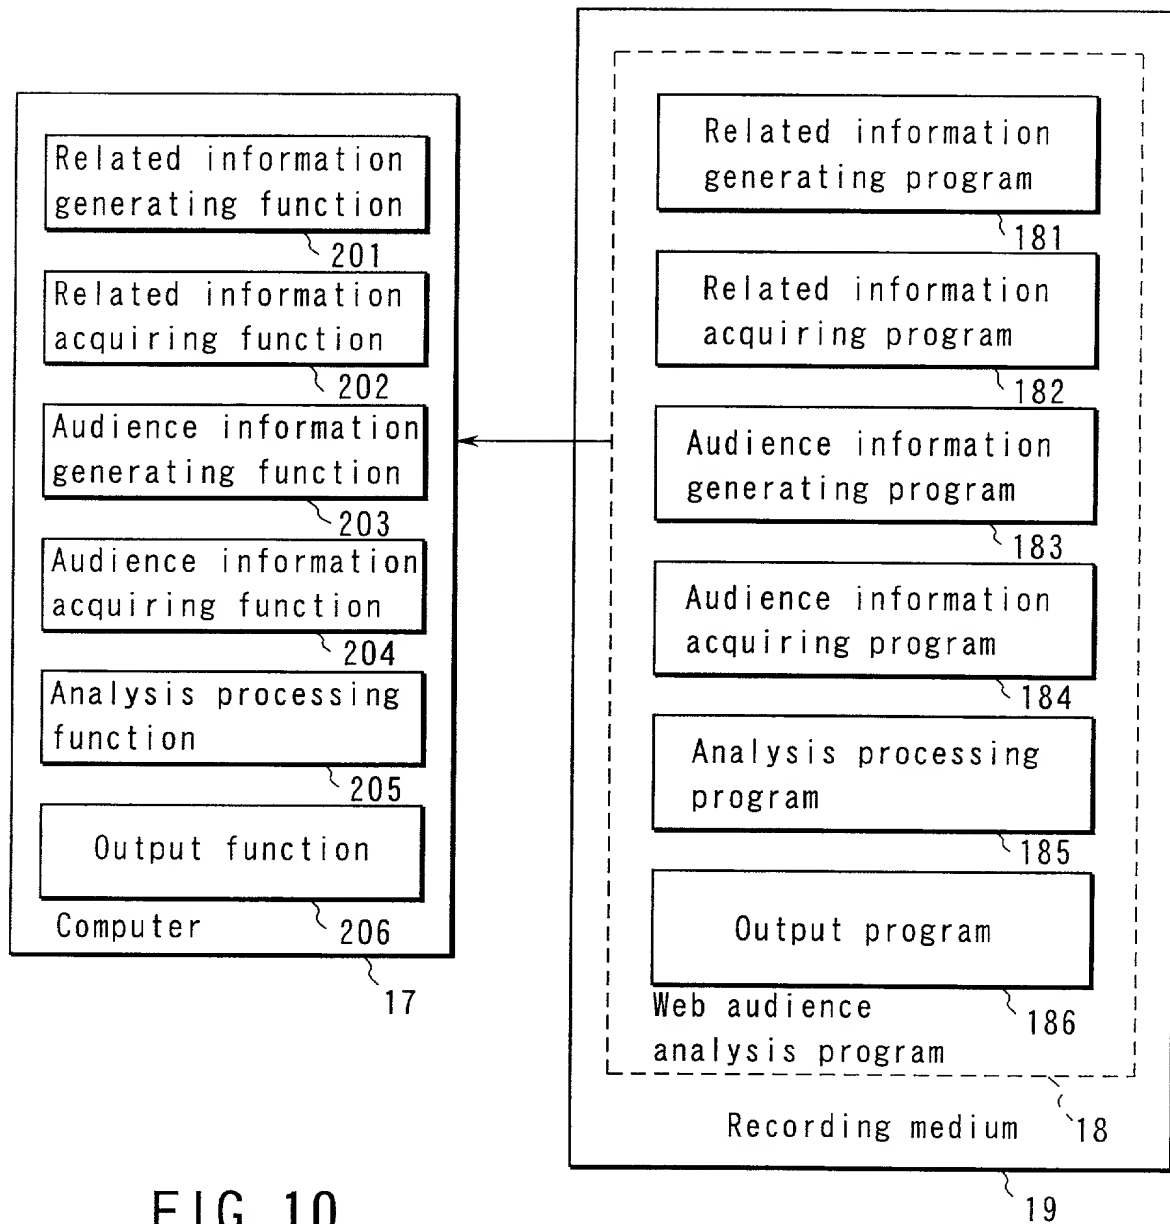 Related information
generating function
201
Related information
acquiring function
202
Audience information
generating function
203
Audience information
acquiring function
204
Analysis processing
function
205
Output function
206
Computer
17
Related information
generating program
181
Related information
acquiring program
182
Audience information
generating program
183
Audience information
acquiring program
184
Analysis processing
program
185
Output program
186
Web audience
analysis program
18
Recording medium
19
FIG 10